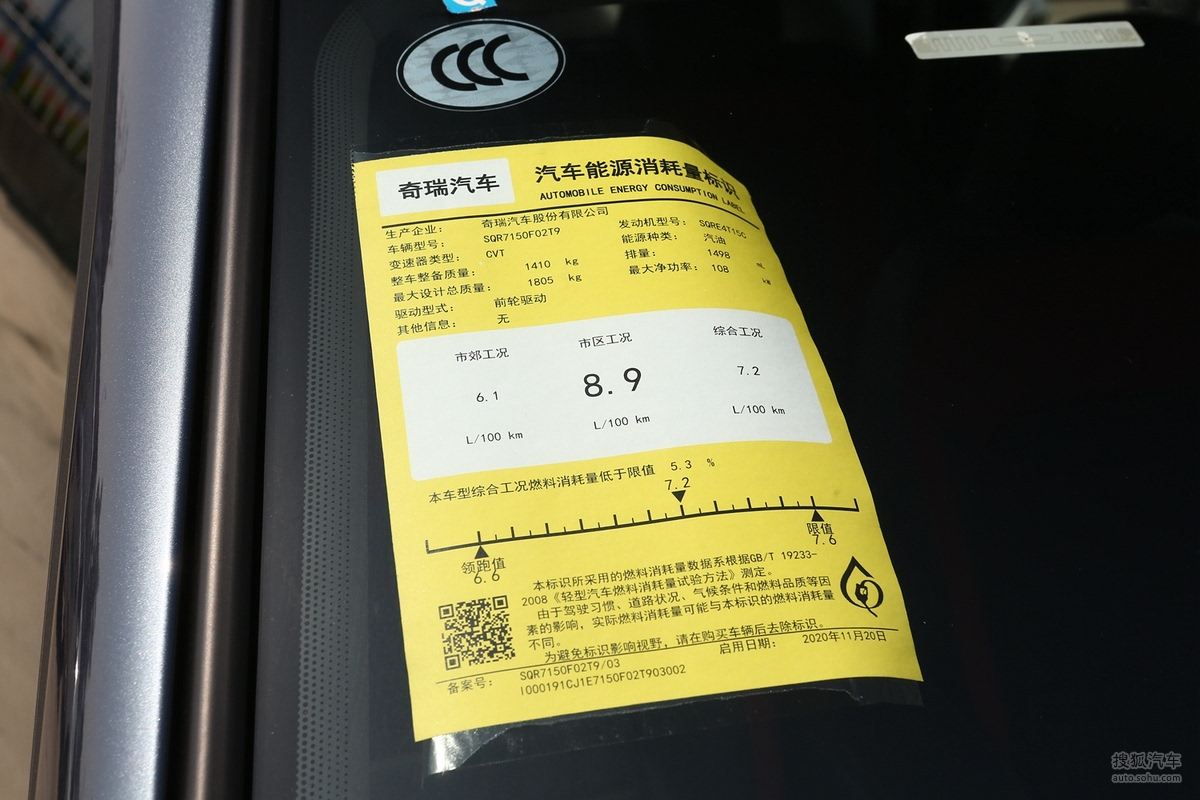 CCC
奇瑞汽车
汽车能源消耗量标识
AUTOMOBILE ENERGY CONSUMPTION LABEL
生产企业： 奇瑞汽车股份有限公司
车辆型号： SQR7150F02T9 发动机型号： SQRE4T15C
变速器类型： CVT 能源种类： 汽油
整车整备质量： 1410 kg 排量： 1498 mL
最大设计总质量： 1805 kg 最大净功率： 108 kW
驱动型式： 前轮驱动
其他信息： 无
市郊工况 市区工况 综合工况
6.1 8.9 7.2
L/100 km L/100 km L/100 km
本车型综合工况燃料消耗量低于限值 5.3 %
7.2
领跑值 限值
6.6 7.6
本标识所采用的燃料消耗量数据系根据GB/T 19233-
2008《轻型汽车燃料消耗量试验方法》测定。
由于驾驶习惯、道路状况、气候条件和燃料品质等因
素的影响，实际燃料消耗量可能与本标识的燃料消耗量
不同。
为避免标识影响视野，请在购买车辆后去除标识。
备案号： SQR7150F02T9/03 启用日期： 2020年11月20日
I000191CJ1E7150F02T903002
搜狐汽车
auto.sohu.com